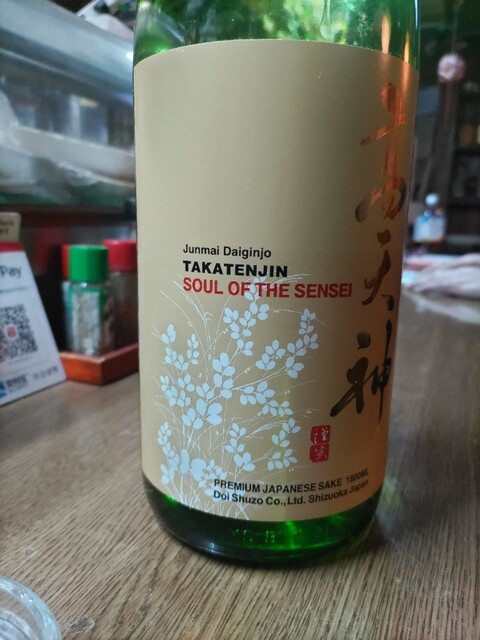 高天神
Junmai Daiginjo
TAKATENJIN
SOUL OF THE SENSEI
PREMIUM JAPANESE SAKE 1800ML
Doi Shuzo Co., Ltd. Shizuoka Japan
Pay